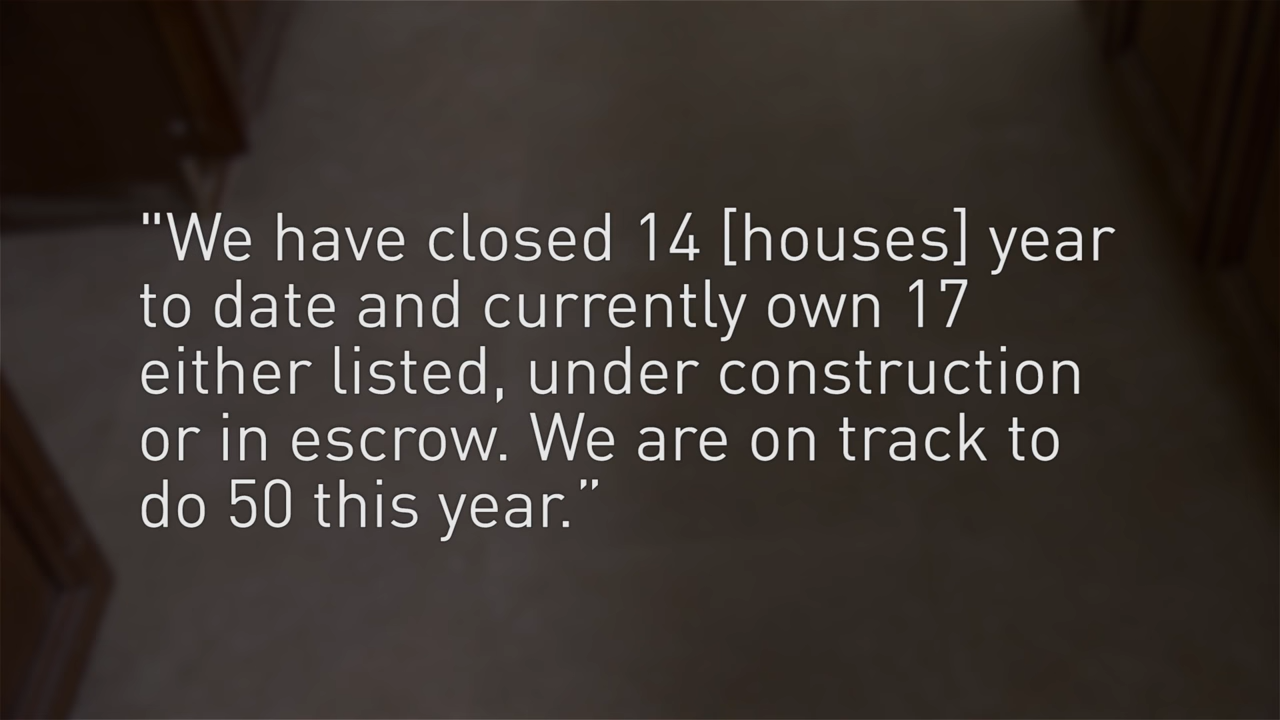 "We have closed 14 [houses] year
to date and currently own 17
either listed, under construction
or in escrow. We are on track to
do 50 this year.”